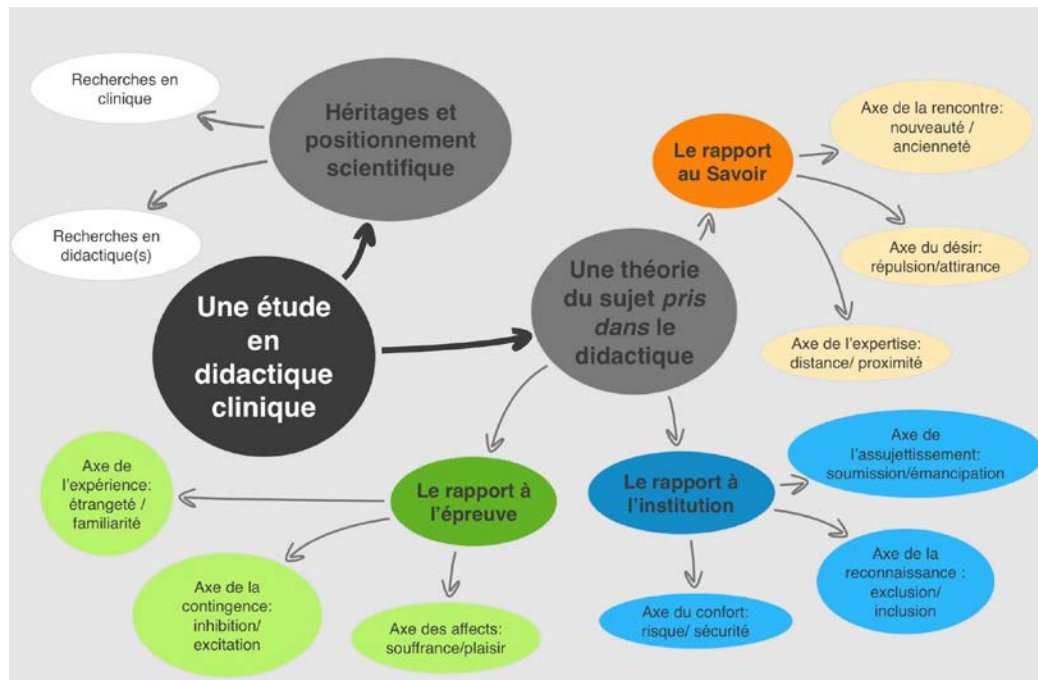 Recherches en
clinique
Héritages et
positionnement
scientifique
Recherches en
didactique(s)
Une étude
en
didactique
clinique
Une théorie
du sujet pris
dans le
didactique
Le rapport
au Savoir
Axe de la rencontre:
nouveauté /
ancienneté
Axe du désir:
répulsion/attirance
Axe de l'expertise:
distance/ proximité
Le rapport à
l'épreuve
Axe de
l'expérience:
étrangeté /
familiarité
Axe de la
contingence:
inhibition/
excitation
Axe des affects:
souffrance/plaisir
Le rapport à
l'institution
Axe de
l'assujettissement:
soumission/émancipation
Axe de la
reconnaissance :
exclusion/
inclusion
Axe du confort:
risque/ sécurité